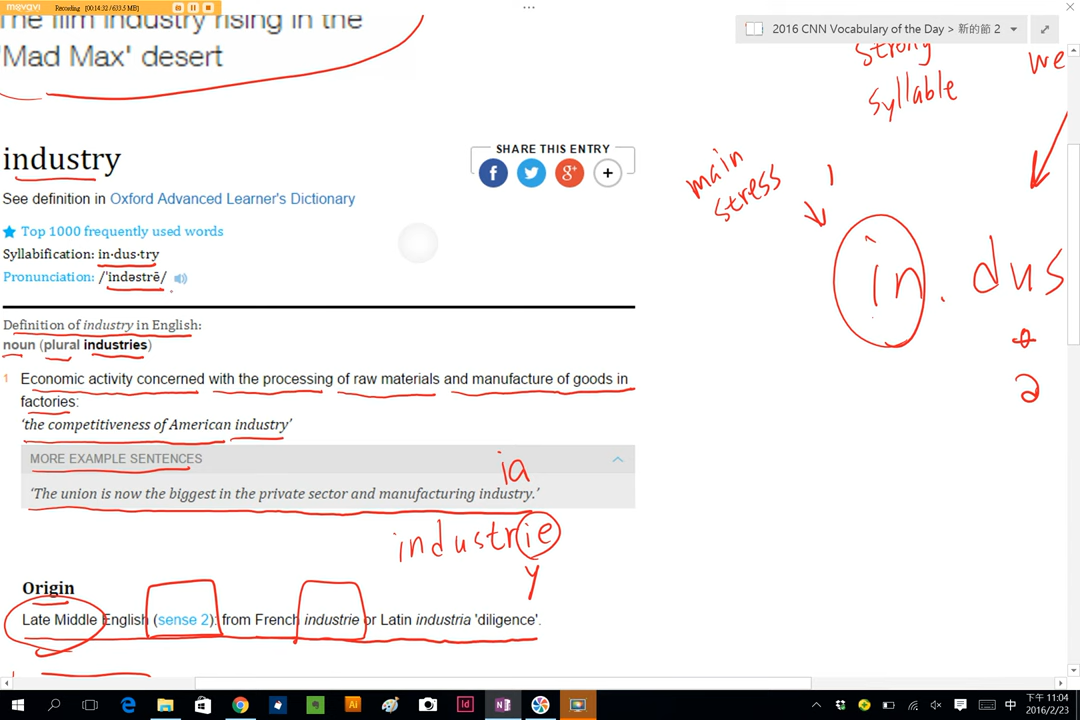 movavi Recording 00:14:32 / 633.5 MB
The film industry rising in the
'Mad Max' desert
2016 CNN Vocabulary of the Day > 新的節 2
strong
syllable
we
main
stress
in . dus
ə
industry
SHARE THIS ENTRY
See definition in Oxford Advanced Learner's Dictionary
Top 1000 frequently used words
Syllabification: in·dus·try
Pronunciation: /ˈindəstrē/
Definition of industry in English:
noun (plural industries)
1 Economic activity concerned with the processing of raw materials and manufacture of goods in
factories:
‘the competitiveness of American industry’
MORE EXAMPLE SENTENCES
ia
‘The union is now the biggest in the private sector and manufacturing industry.’
industrie
y
Origin
Late Middle English (sense 2): from French industrie or Latin industria 'diligence'.
中
下午 11:04
2016/2/23